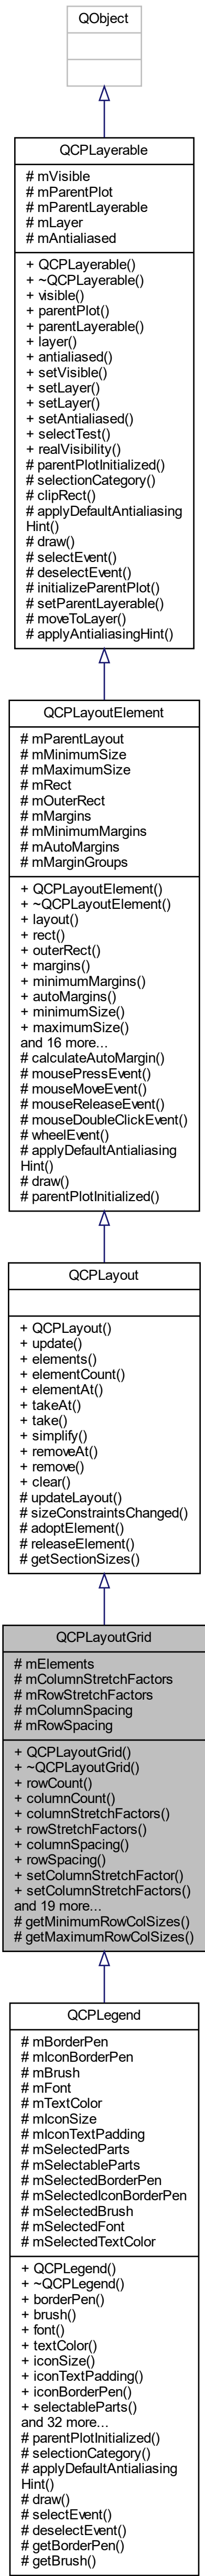 QObject
QCPLayerable
# mVisible
# mParentPlot
# mParentLayerable
# mLayer
# mAntialiased
+ QCPLayerable()
+ ~QCPLayerable()
+ visible()
+ parentPlot()
+ parentLayerable()
+ layer()
+ antialiased()
+ setVisible()
+ setLayer()
+ setLayer()
+ setAntialiased()
+ selectTest()
+ realVisibility()
# parentPlotInitialized()
# selectionCategory()
# clipRect()
# applyDefaultAntialiasing
Hint()
# draw()
# selectEvent()
# deselectEvent()
# initializeParentPlot()
# setParentLayerable()
# moveToLayer()
# applyAntialiasingHint()
QCPLayoutElement
# mParentLayout
# mMinimumSize
# mMaximumSize
# mRect
# mOuterRect
# mMargins
# mMinimumMargins
# mAutoMargins
# mMarginGroups
+ QCPLayoutElement()
+ ~QCPLayoutElement()
+ layout()
+ rect()
+ outerRect()
+ margins()
+ minimumMargins()
+ autoMargins()
+ minimumSize()
+ maximumSize()
and 16 more...
# calculateAutoMargin()
# mousePressEvent()
# mouseMoveEvent()
# mouseReleaseEvent()
# mouseDoubleClickEvent()
# wheelEvent()
# applyDefaultAntialiasing
Hint()
# draw()
# parentPlotInitialized()
QCPLayout
+ QCPLayout()
+ update()
+ elements()
+ elementCount()
+ elementAt()
+ takeAt()
+ take()
+ simplify()
+ removeAt()
+ remove()
+ clear()
# updateLayout()
# sizeConstraintsChanged()
# adoptElement()
# releaseElement()
# getSectionSizes()
QCPLayoutGrid
# mElements
# mColumnStretchFactors
# mRowStretchFactors
# mColumnSpacing
# mRowSpacing
+ QCPLayoutGrid()
+ ~QCPLayoutGrid()
+ rowCount()
+ columnCount()
+ columnStretchFactors()
+ rowStretchFactors()
+ columnSpacing()
+ rowSpacing()
+ setColumnStretchFactor()
+ setColumnStretchFactors()
and 19 more...
# getMinimumRowColSizes()
# getMaximumRowColSizes()
QCPLegend
# mBorderPen
# mIconBorderPen
# mBrush
# mFont
# mTextColor
# mIconSize
# mIconTextPadding
# mSelectedParts
# mSelectableParts
# mSelectedBorderPen
# mSelectedIconBorderPen
# mSelectedBrush
# mSelectedFont
# mSelectedTextColor
+ QCPLegend()
+ ~QCPLegend()
+ borderPen()
+ brush()
+ font()
+ textColor()
+ iconSize()
+ iconTextPadding()
+ iconBorderPen()
+ selectableParts()
and 32 more...
# parentPlotInitialized()
# selectionCategory()
# applyDefaultAntialiasing
Hint()
# draw()
# selectEvent()
# deselectEvent()
# getBorderPen()
# getBrush()